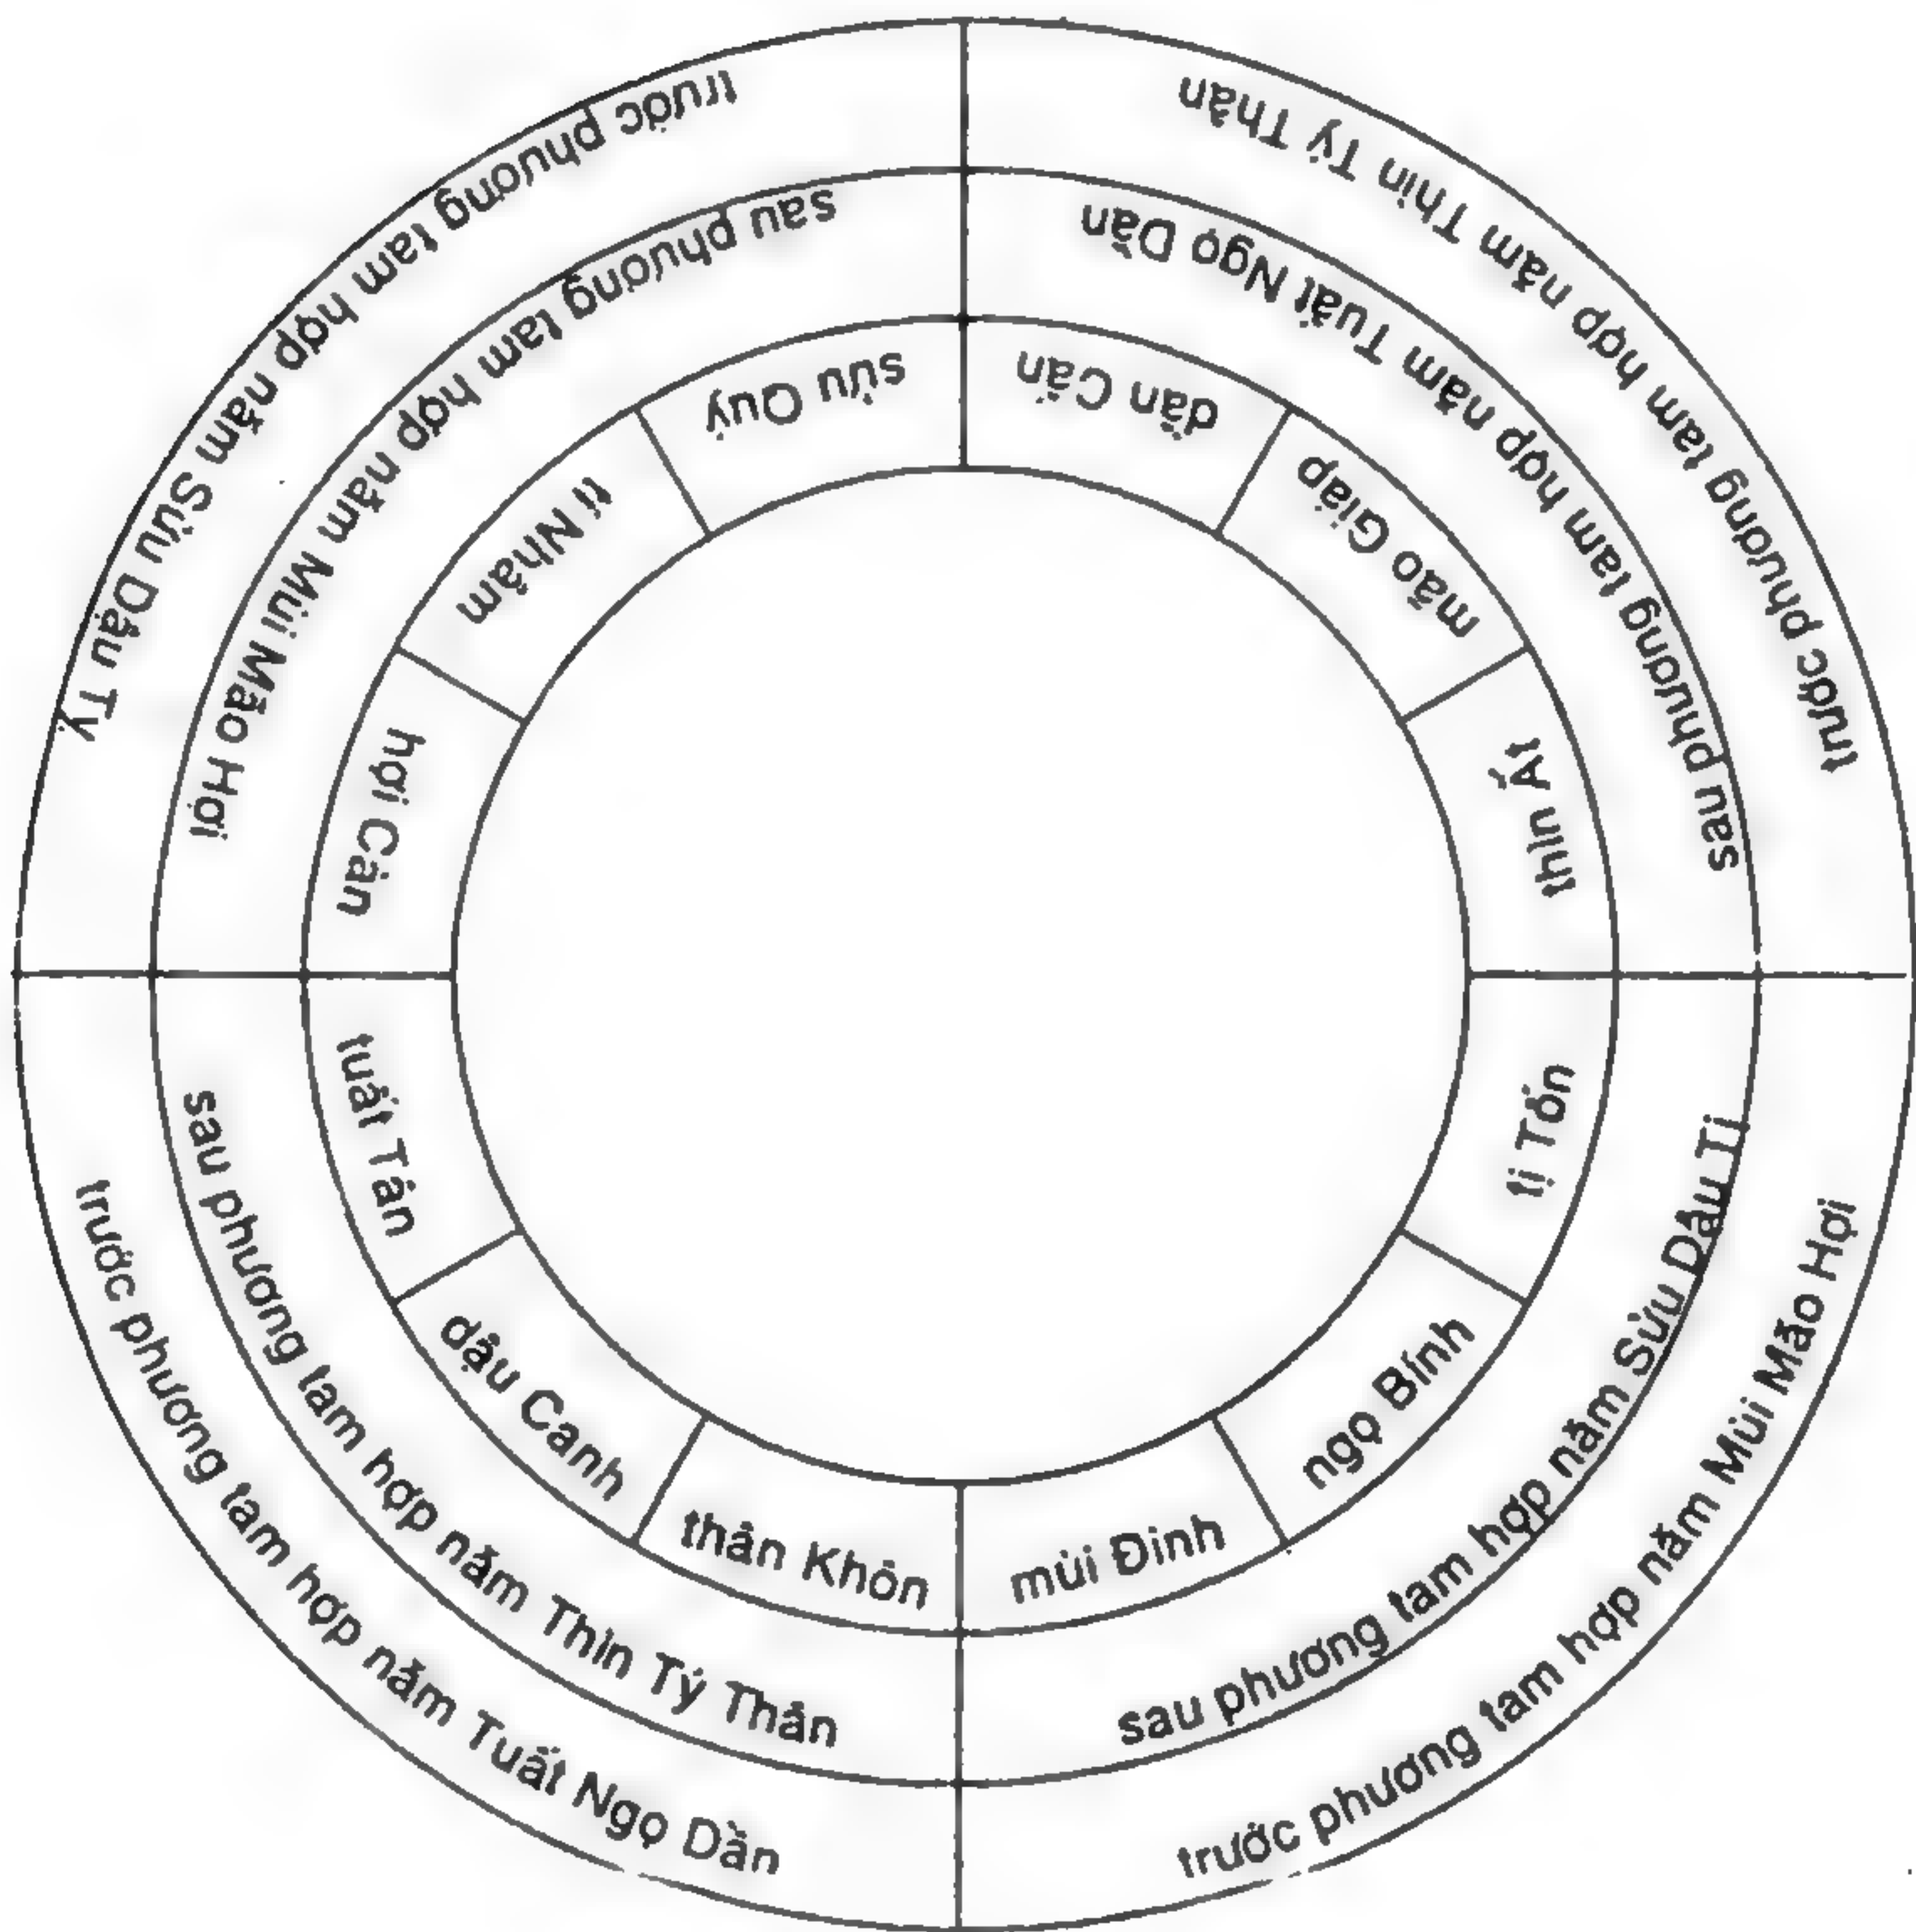 trước phương tam hợp năm Thìn Tý Thân
sau phương tam hợp năm Tuất Ngọ Dần
dần Cấn
mão Giáp
thìn Ất
trước phương tam hợp năm Mùi Mão Hợi
sau phương tam hợp năm Sửu Dậu Tị
tị Tốn
ngọ Bính
mùi Đinh
trước phương tam hợp năm Tuất Ngọ Dần
sau phương tam hợp năm Thìn Tý Thân
thân Khôn
dậu Canh
tuất Tân
trước phương tam hợp năm Sửu Dậu Tỵ
sau phương tam hợp năm Mùi Mão Hợi
hợi Càn
tí Nhâm
sửu Quý